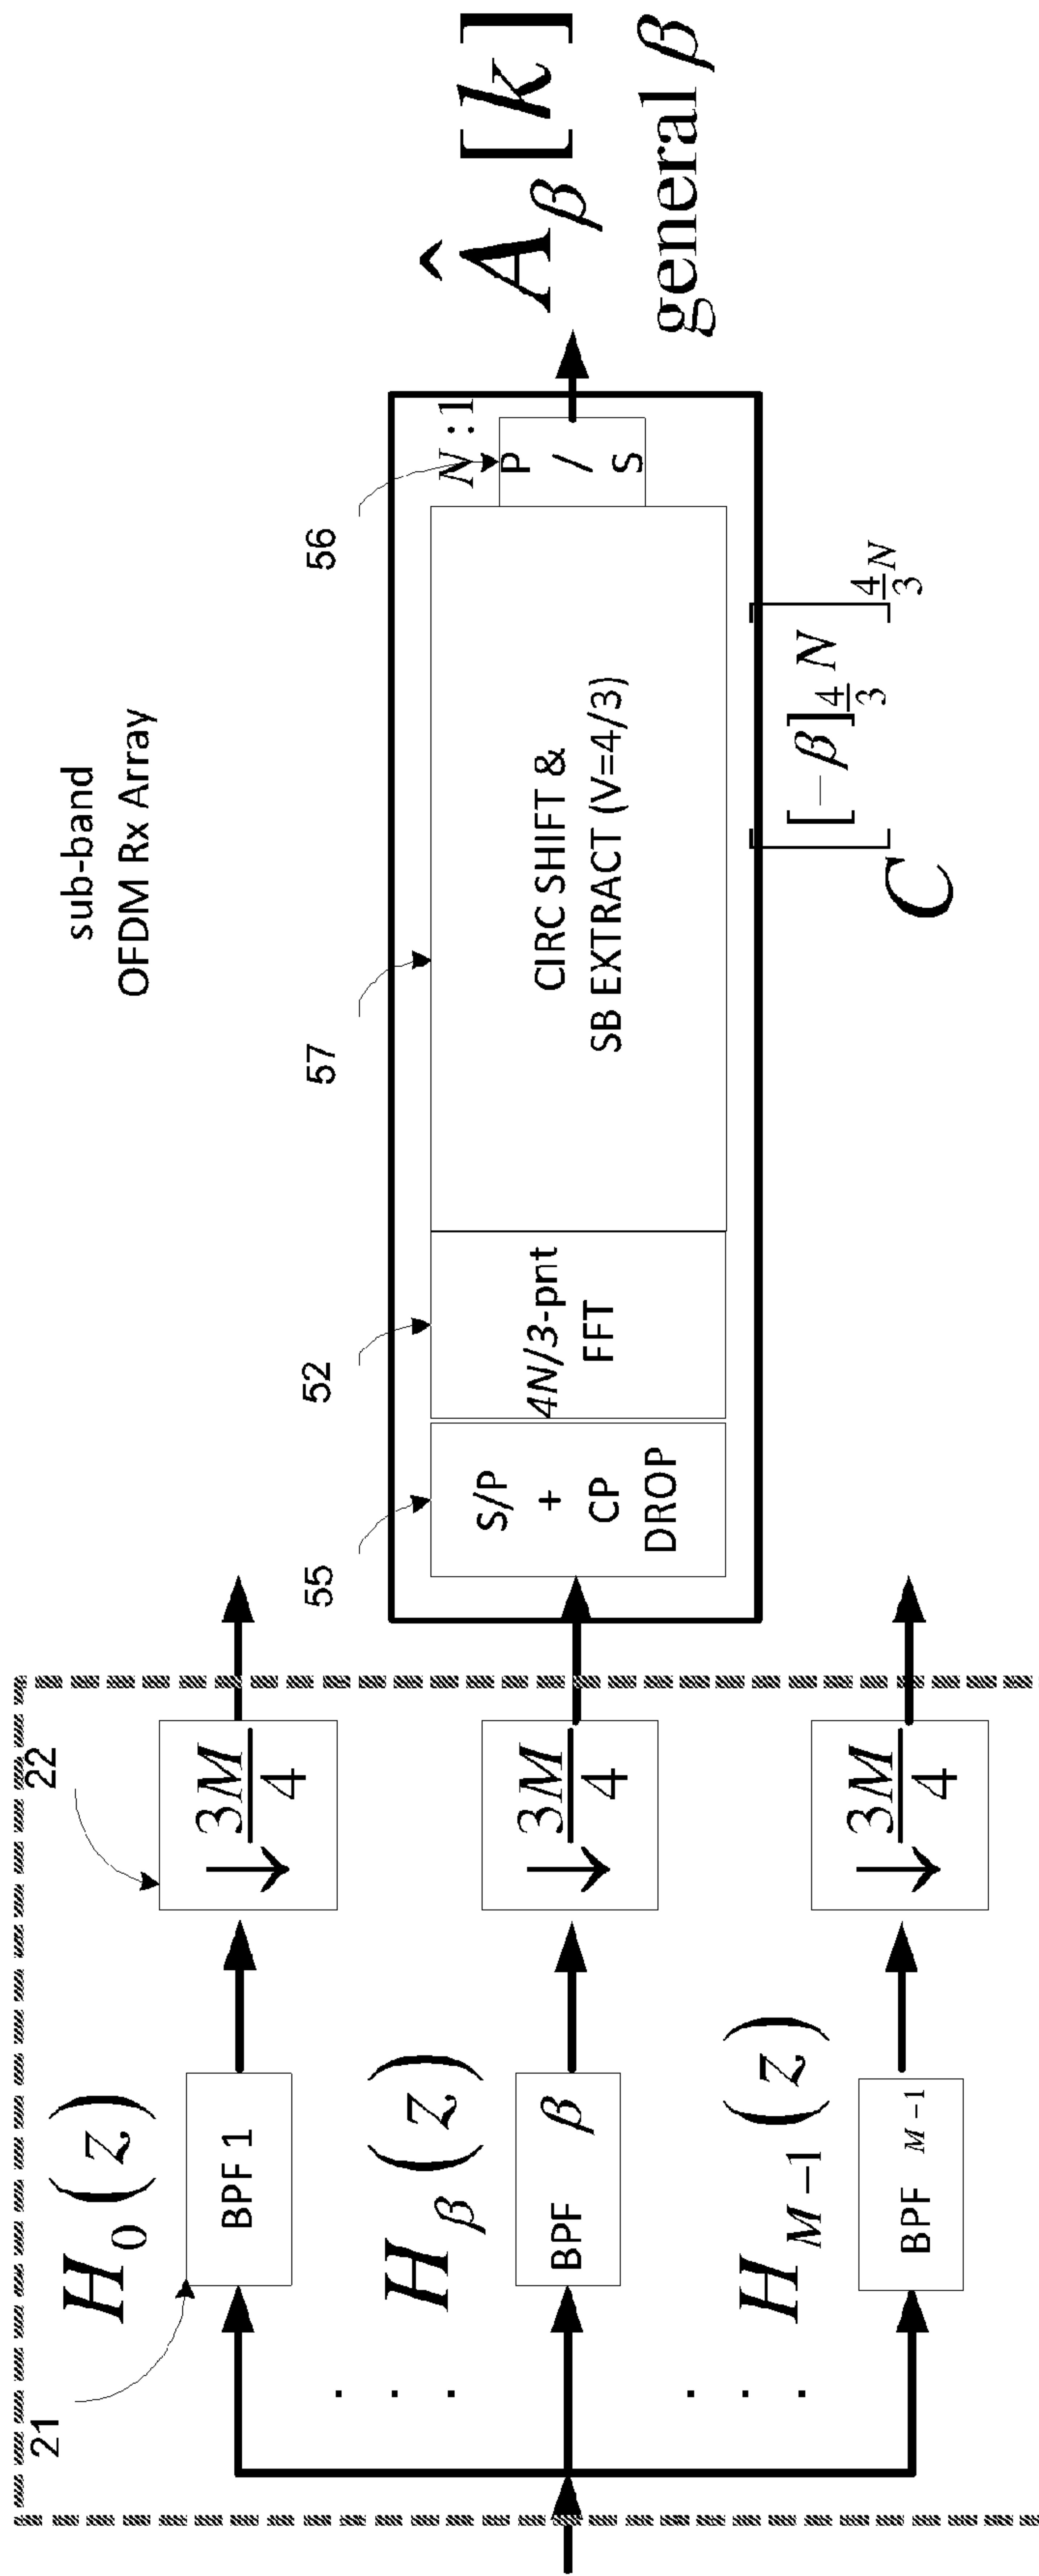 sub-band
OFDM Rx Array
21
H_0(z)
BPF 1
22
↓ 3M/4
. . .
H_β(z)
BPF β
↓ 3M/4
. . .
H_{M-1}(z)
BPF M-1
↓ 3M/4
55
S/P
+
CP
DROP
52
4N/3-pnt
FFT
57
CIRC SHIFT &
SB EXTRACT (V=4/3)
56
N:1
P
/
S
C^{[[-β]_{4/3} N]_{4/3 N}}
Â_β[k]
general β